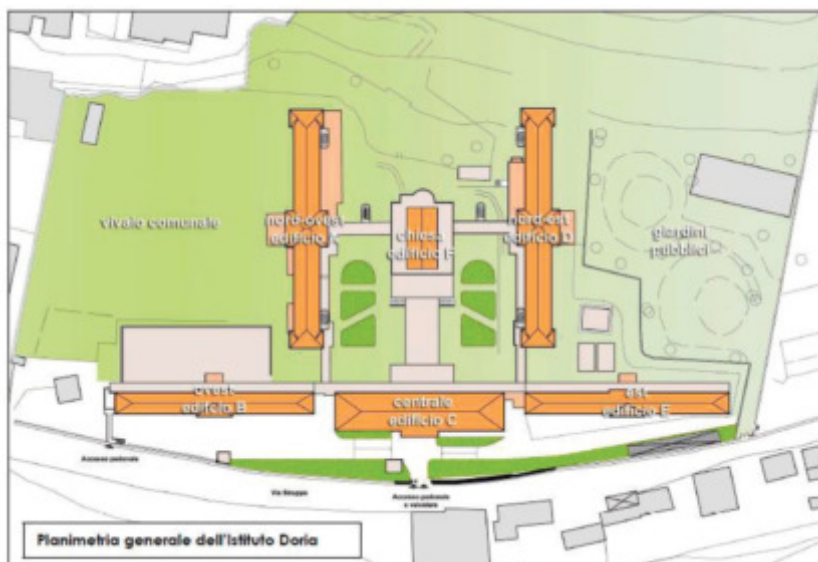 vivaio comunale
nord-ovest
edificio A
chiesa
edificio F
nord-est
edificio D
giardini
pubblici
ovest
edificio B
centrale
edificio C
est
edificio E
Accesso pedonale
Via Struppa
Accesso pedonale
e veicolare
Planimetria generale dell'Istituto Doria